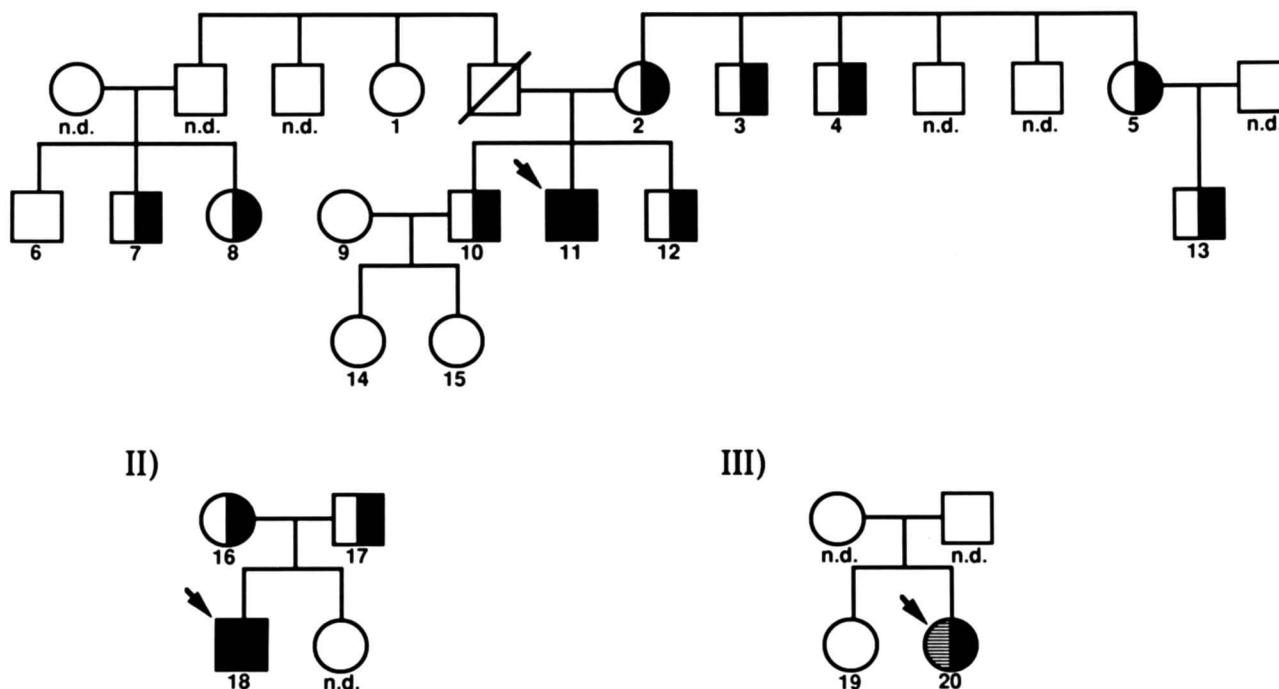 n.d. n.d. n.d. 1 2 3 4 n.d. n.d. 5 n.d.
6 7 8 9 10 11 12 13
14 15
II) III)
16 17 n.d. n.d.
18 n.d. 19 20